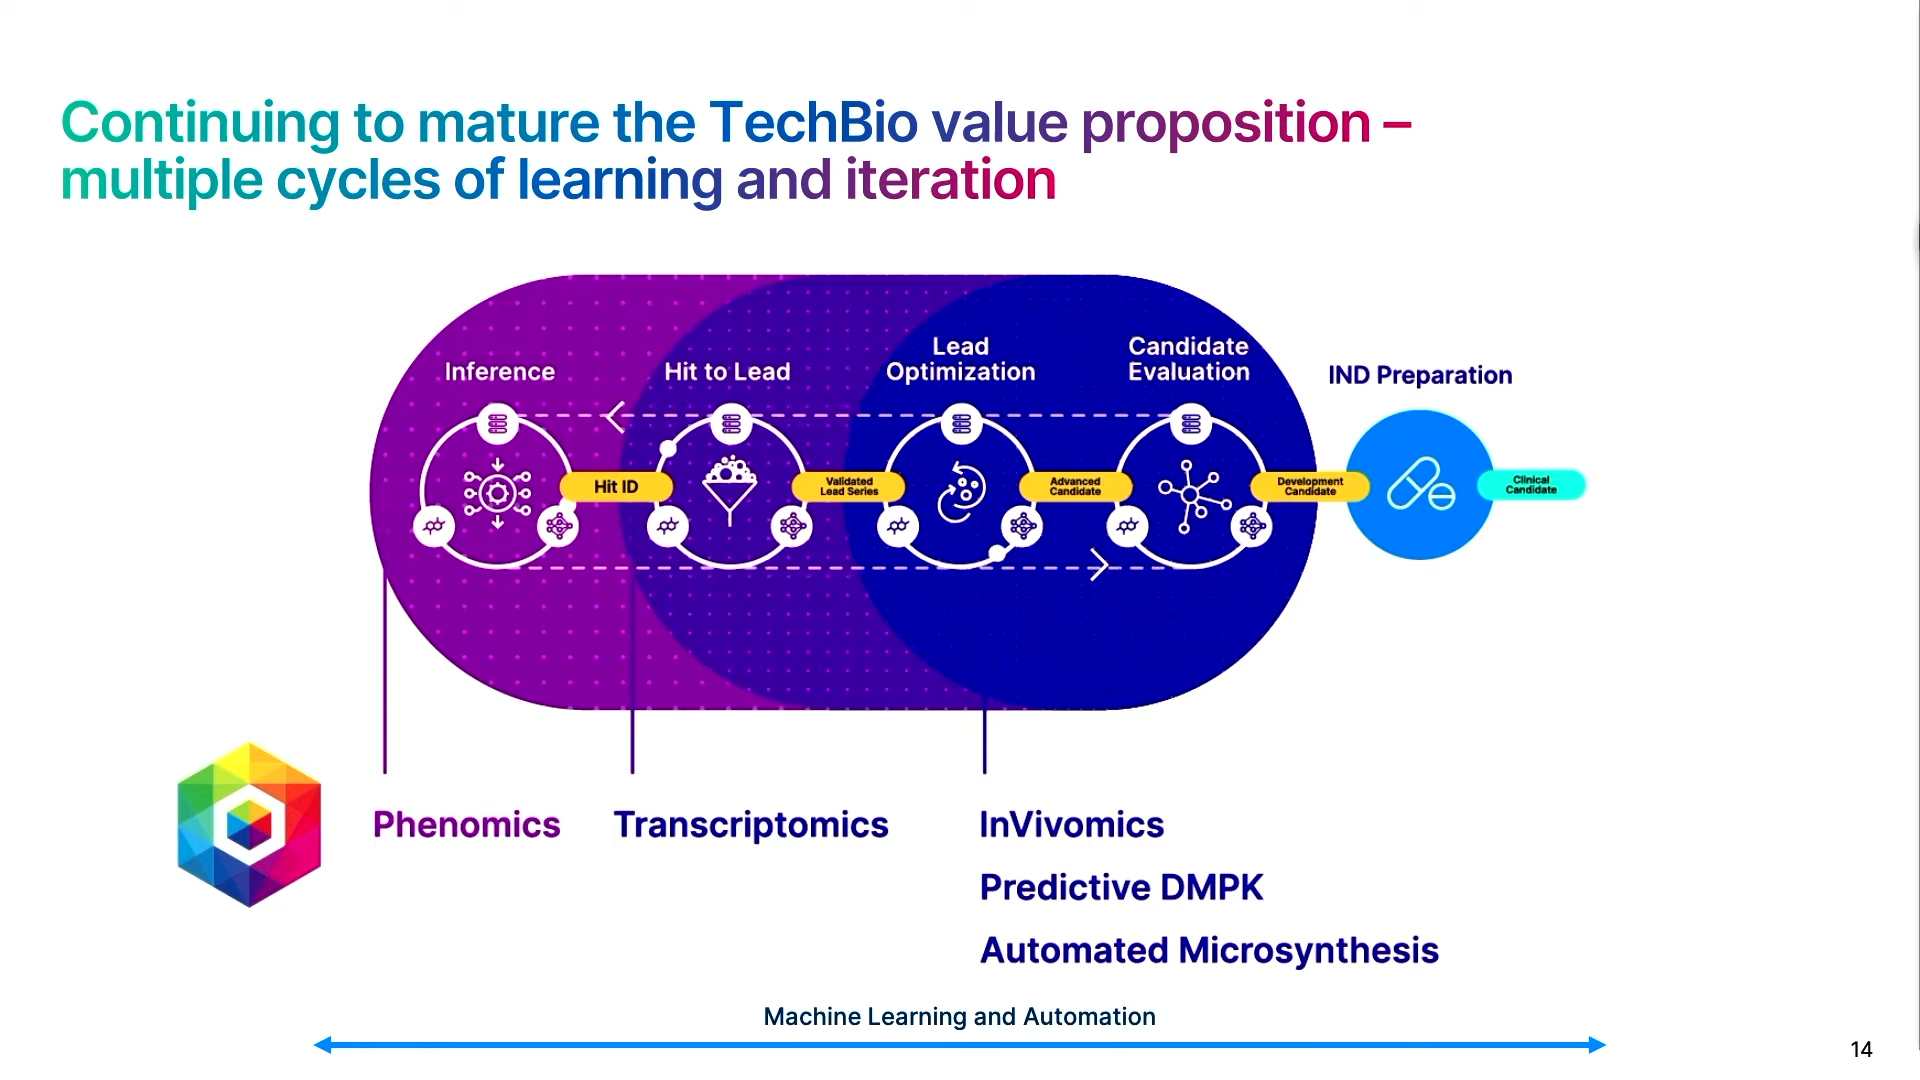 Continuing to mature the TechBio value proposition –
multiple cycles of learning and iteration
Inference
Hit to Lead
Lead
Optimization
Candidate
Evaluation
IND Preparation
Hit ID
Validated
Lead Series
Advanced
Candidate
Development
Candidate
Clinical
Candidate
Phenomics
Transcriptomics
InVivomics
Predictive DMPK
Automated Microsynthesis
Machine Learning and Automation
14